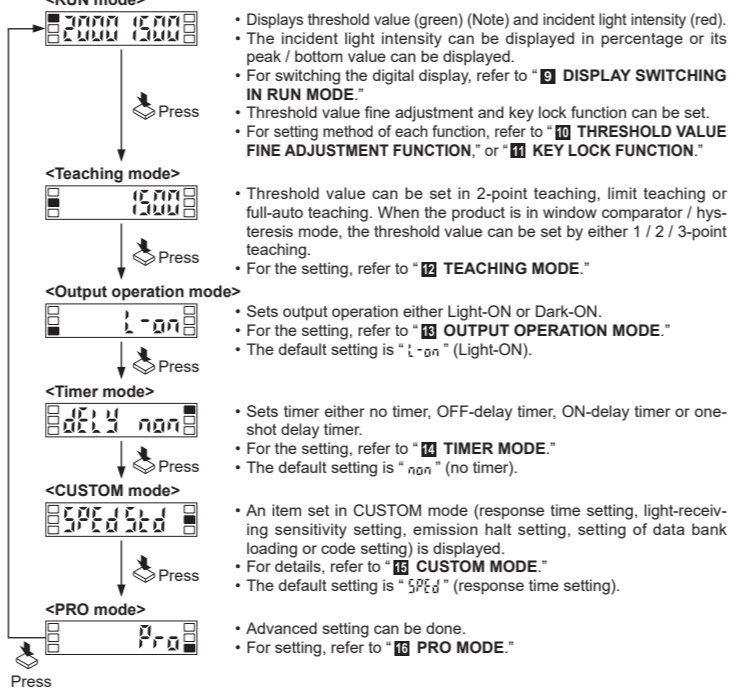 <RUN mode>
2000 1500
• Displays threshold value (green) (Note) and incident light intensity (red).
• The incident light intensity can be displayed in percentage or its
peak / bottom value can be displayed.
• For switching the digital display, refer to “ 9 DISPLAY SWITCHING
IN RUN MODE.”
Press
• Threshold value fine adjustment and key lock function can be set.
• For setting method of each function, refer to “ 10 THRESHOLD VALUE
FINE ADJUSTMENT FUNCTION,” or “ 11 KEY LOCK FUNCTION.”
<Teaching mode>
1500
• Threshold value can be set in 2-point teaching, limit teaching or
full-auto teaching. When the product is in window comparator / hys-
teresis mode, the threshold value can be set by either 1 / 2 / 3-point
teaching.
Press
• For the setting, refer to “ 12 TEACHING MODE.”
<Output operation mode>
L-on
• Sets output operation either Light-ON or Dark-ON.
• For the setting, refer to “ 13 OUTPUT OPERATION MODE.”
• The default setting is “ L-on ” (Light-ON).
Press
<Timer mode>
dELY non
• Sets timer either no timer, OFF-delay timer, ON-delay timer or one-
shot delay timer.
• For the setting, refer to “ 14 TIMER MODE.”
Press
• The default setting is “ non ” (no timer).
<CUSTOM mode>
SPEd Std
• An item set in CUSTOM mode (response time setting, light-receiv-
ing sensitivity setting, emission halt setting, setting of data bank
loading or code setting) is displayed.
• For details, refer to “ 15 CUSTOM MODE.”
Press
• The default setting is “ SPEd ” (response time setting).
<PRO mode>
Pro
• Advanced setting can be done.
• For setting, refer to “ 16 PRO MODE.”
Press